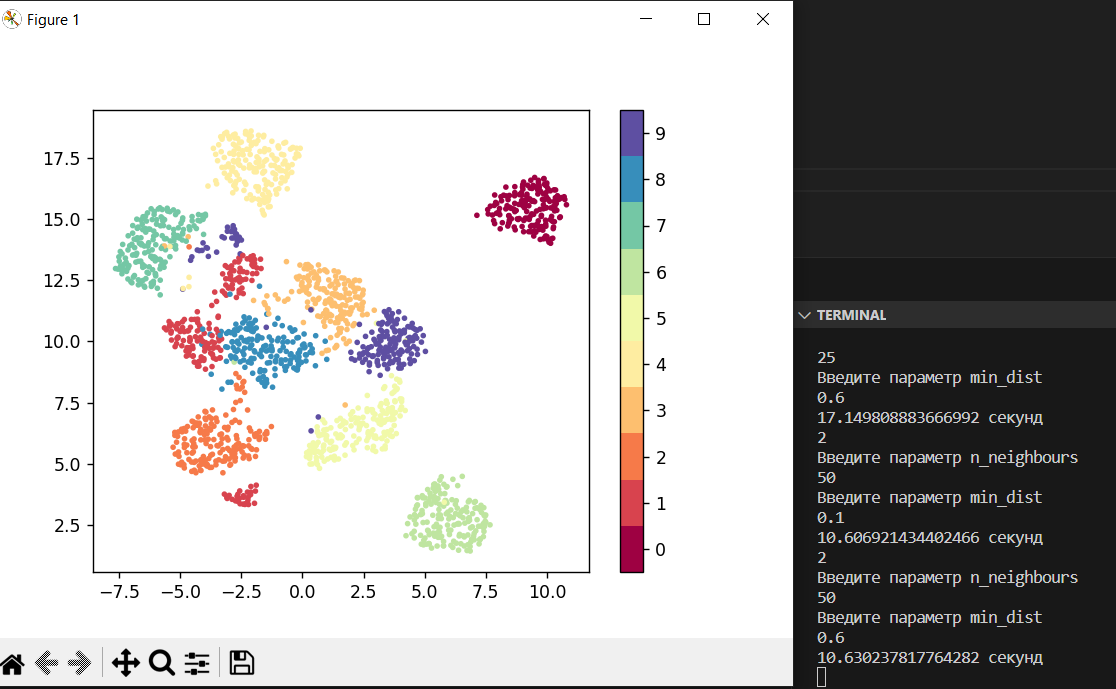 Figure 1
17.5
15.0
12.5
10.0
7.5
5.0
2.5
−7.5 −5.0 −2.5 0.0 2.5 5.0 7.5 10.0
9
8
7
6
5
4
3
2
1
0
TERMINAL
25
Введите параметр min_dist
0.6
17.149808883666992 секунд
2
Введите параметр n_neighbours
50
Введите параметр min_dist
0.1
10.606921434402466 секунд
2
Введите параметр n_neighbours
50
Введите параметр min_dist
0.6
10.630237817764282 секунд